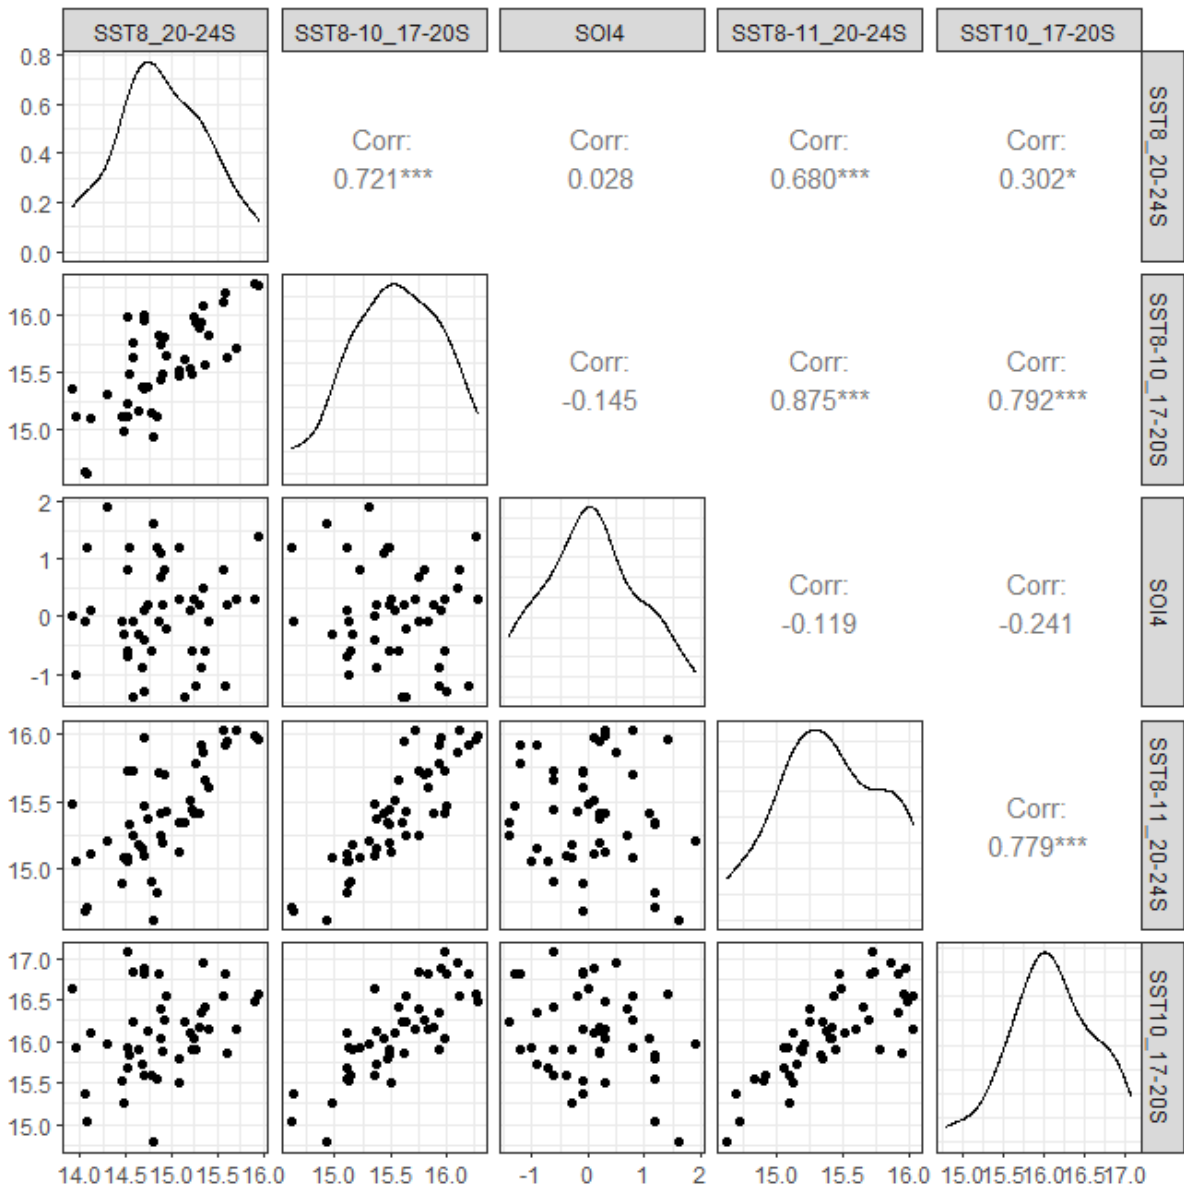 SST8_20-24S SST8-10_17-20S SOI4 SST8-11_20-24S SST10_17-20S
0.8
0.6
0.4
0.2
0.0
Corr:
0.721***
Corr:
0.028
Corr:
0.680***
Corr:
0.302*
SST8_20-24S
16.0
15.5
15.0
Corr:
-0.145
Corr:
0.875***
Corr:
0.792***
SST8-10_17-20S
2
1
0
-1
Corr:
-0.119
Corr:
-0.241
SOI4
16.0
15.5
15.0
Corr:
0.779***
SST8-11_20-24S
17.0
16.5
16.0
15.5
15.0
SST10_17-20S
14.0 14.5 15.0 15.5 16.0 15.0 15.5 16.0 -1 0 1 2 15.0 15.5 16.0 15.0 15.5 16.0 16.5 17.0